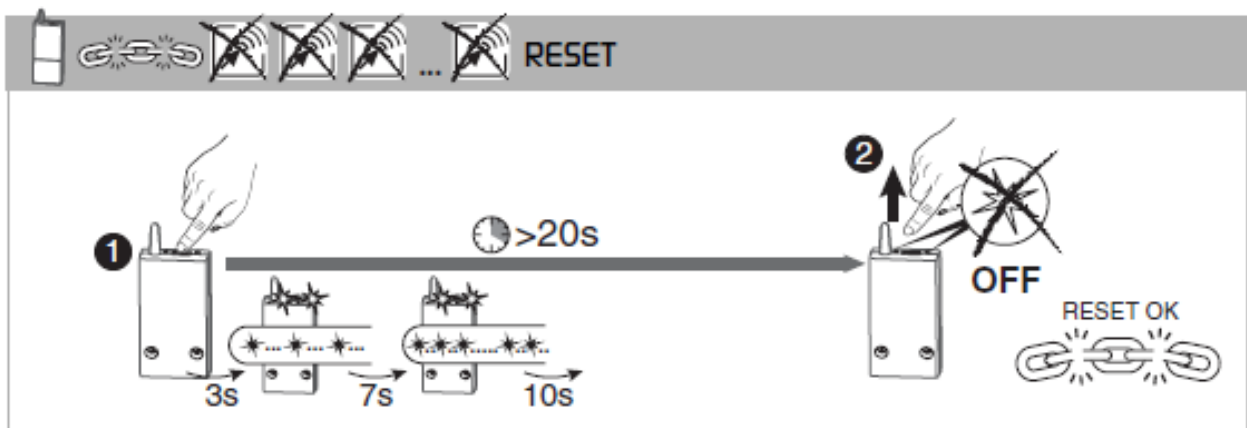 ... RESET
2
1
>20s
OFF
RESET OK
3s 7s 10s